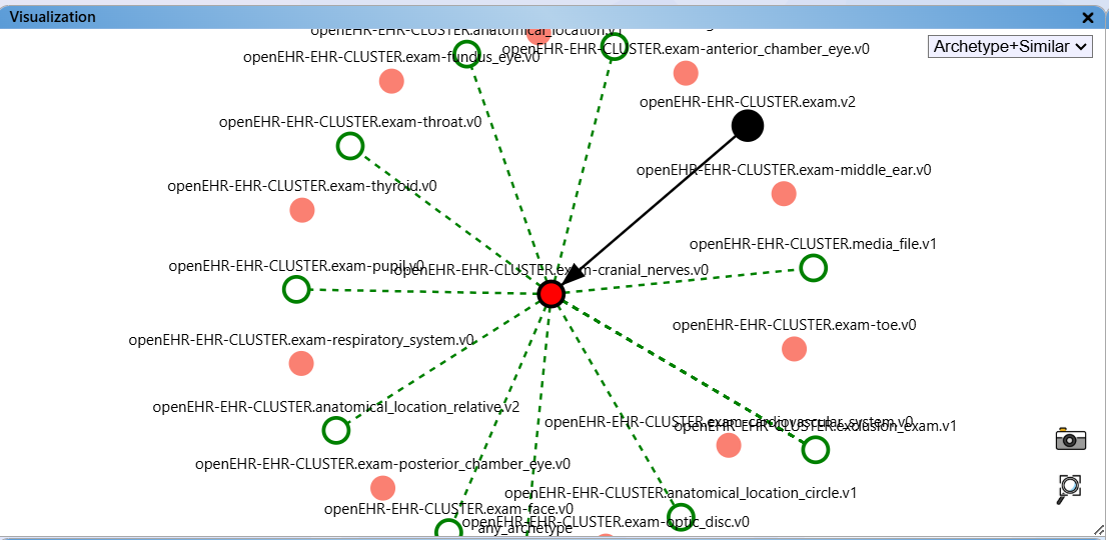 Visualization
Archetype+Similar
openEHR-EHR-CLUSTER.anatomical_location.v1
openEHR-EHR-CLUSTER.exam-anterior_chamber_eye.v0
openEHR-EHR-CLUSTER.exam-fundus_eye.v0
openEHR-EHR-CLUSTER.exam.v2
openEHR-EHR-CLUSTER.exam-throat.v0
openEHR-EHR-CLUSTER.exam-middle_ear.v0
openEHR-EHR-CLUSTER.exam-thyroid.v0
openEHR-EHR-CLUSTER.media_file.v1
openEHR-EHR-CLUSTER.exam-pupil.v0
openEHR-EHR-CLUSTER.exam-cranial_nerves.v0
openEHR-EHR-CLUSTER.exam-toe.v0
openEHR-EHR-CLUSTER.exam-respiratory_system.v0
openEHR-EHR-CLUSTER.anatomical_location_relative.v2
openEHR-EHR-CLUSTER.exam-cardiovascular_system.v0
openEHR-EHR-CLUSTER.exclusion_exam.v1
openEHR-EHR-CLUSTER.exam-posterior_chamber_eye.v0
openEHR-EHR-CLUSTER.anatomical_location_circle.v1
openEHR-EHR-CLUSTER.exam-face.v0
openEHR-EHR-CLUSTER.exam-optic_disc.v0
any_archetype